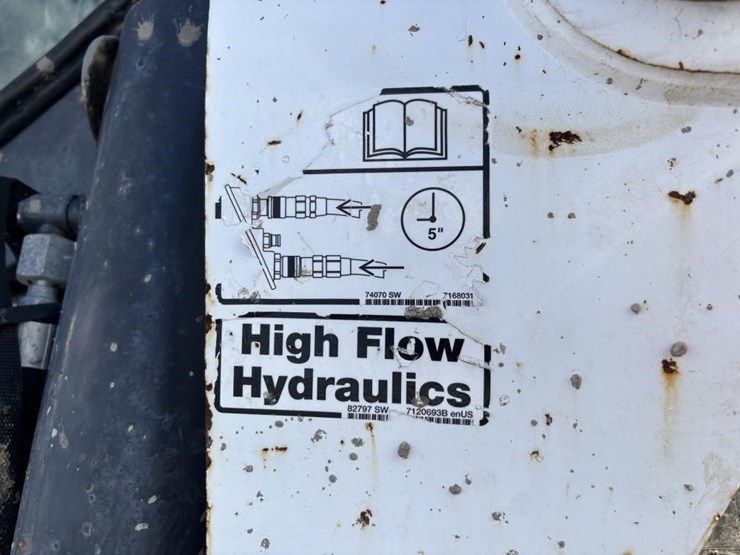 5"
74070 SW 7168031
High Flow
Hydraulics
82797 SW 7120693B enUS